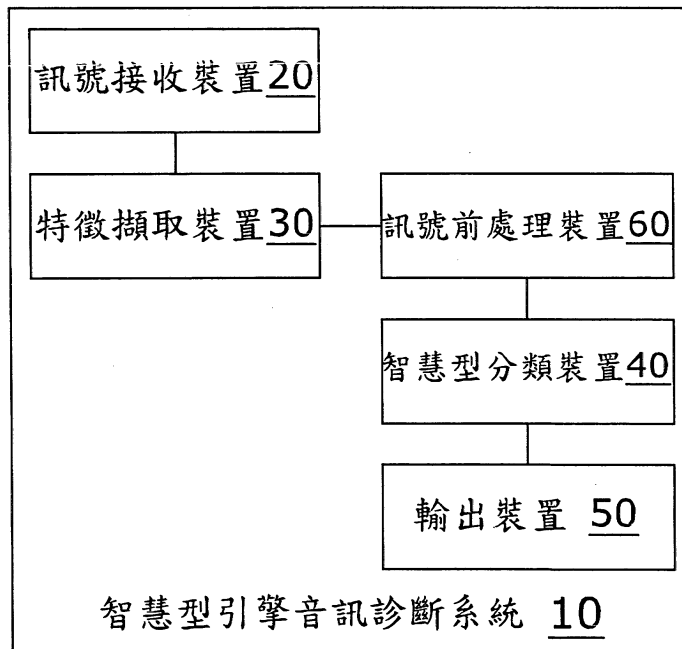 訊號接收裝置20
特徵擷取裝置30
訊號前處理裝置60
智慧型分類裝置40
輸出裝置 50
智慧型引擎音訊診斷系統 10